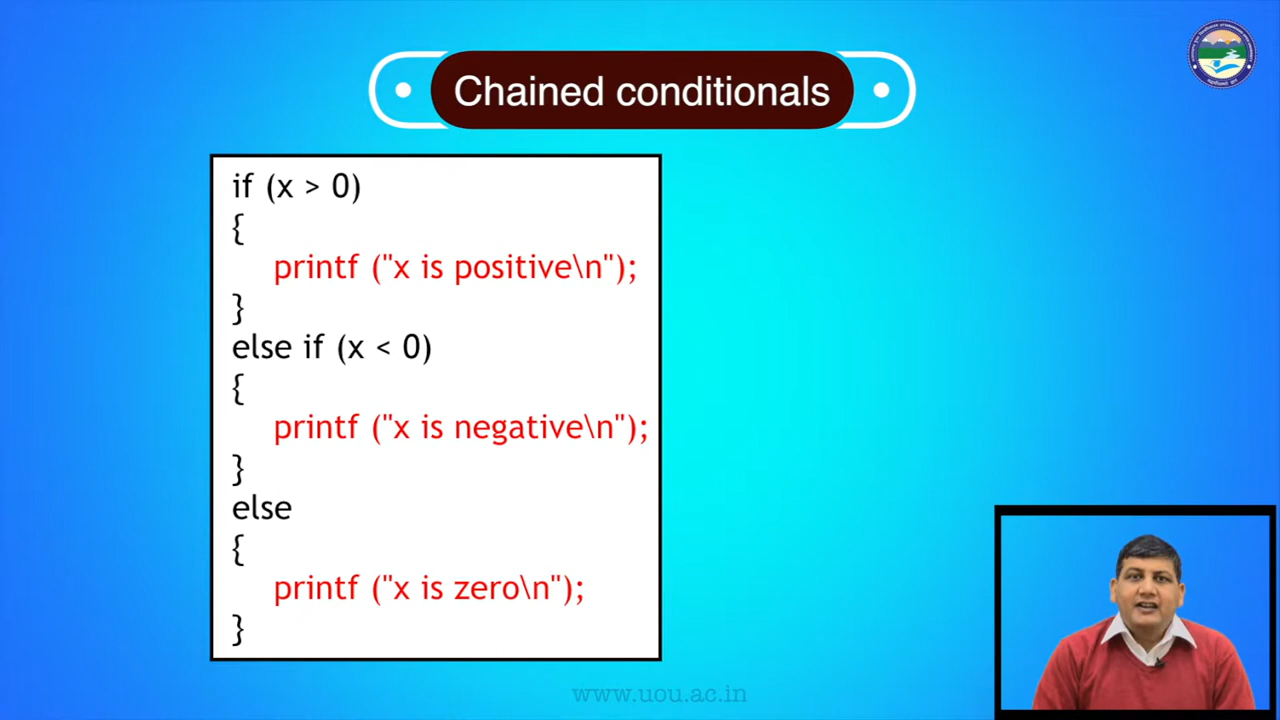 Chained conditionals
if (x > 0)
{
printf ("x is positive\n");
}
else if (x < 0)
{
printf ("x is negative\n");
}
else
{
printf ("x is zero\n");
}
www.uou.ac.in